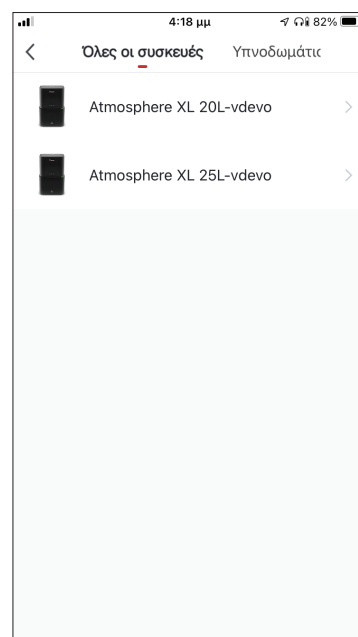 4:18 μμ 82%
Όλες οι συσκευές Υπνοδωμάτιο
Atmosphere XL 20L-vdevo
Atmosphere XL 25L-vdevo